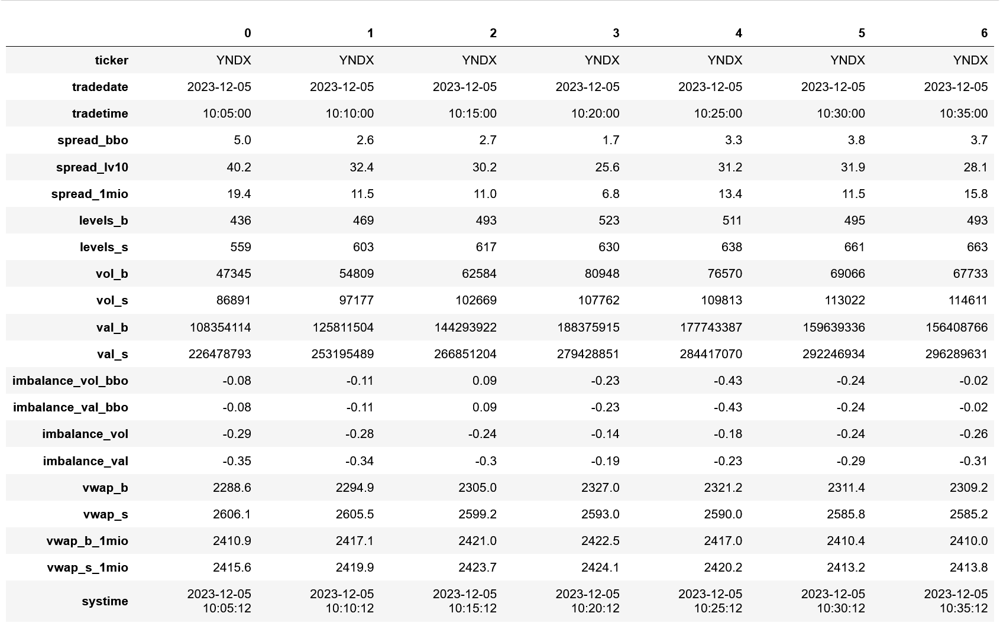 0 1 2 3 4 5 6
ticker YNDX YNDX YNDX YNDX YNDX YNDX YNDX
tradedate 2023-12-05 2023-12-05 2023-12-05 2023-12-05 2023-12-05 2023-12-05 2023-12-05
tradetime 10:05:00 10:10:00 10:15:00 10:20:00 10:25:00 10:30:00 10:35:00
spread_bbo 5.0 2.6 2.7 1.7 3.3 3.8 3.7
spread_lv10 40.2 32.4 30.2 25.6 31.2 31.9 28.1
spread_1mio 19.4 11.5 11.0 6.8 13.4 11.5 15.8
levels_b 436 469 493 523 511 495 493
levels_s 559 603 617 630 638 661 663
vol_b 47345 54809 62584 80948 76570 69066 67733
vol_s 86891 97177 102669 107762 109813 113022 114611
val_b 108354114 125811504 144293922 188375915 177743387 159639336 156408766
val_s 226478793 253195489 266851204 279428851 284417070 292246934 296289631
imbalance_vol_bbo -0.08 -0.11 0.09 -0.23 -0.43 -0.24 -0.02
imbalance_val_bbo -0.08 -0.11 0.09 -0.23 -0.43 -0.24 -0.02
imbalance_vol -0.29 -0.28 -0.24 -0.14 -0.18 -0.24 -0.26
imbalance_val -0.35 -0.34 -0.3 -0.19 -0.23 -0.29 -0.31
vwap_b 2288.6 2294.9 2305.0 2327.0 2321.2 2311.4 2309.2
vwap_s 2606.1 2605.5 2599.2 2593.0 2590.0 2585.8 2585.2
vwap_b_1mio 2410.9 2417.1 2421.0 2422.5 2417.0 2410.4 2410.0
vwap_s_1mio 2415.6 2419.9 2423.7 2424.1 2420.2 2413.2 2413.8
systime 2023-12-05 2023-12-05 2023-12-05 2023-12-05 2023-12-05 2023-12-05 2023-12-05
10:05:12 10:10:12 10:15:12 10:20:12 10:25:12 10:30:12 10:35:12